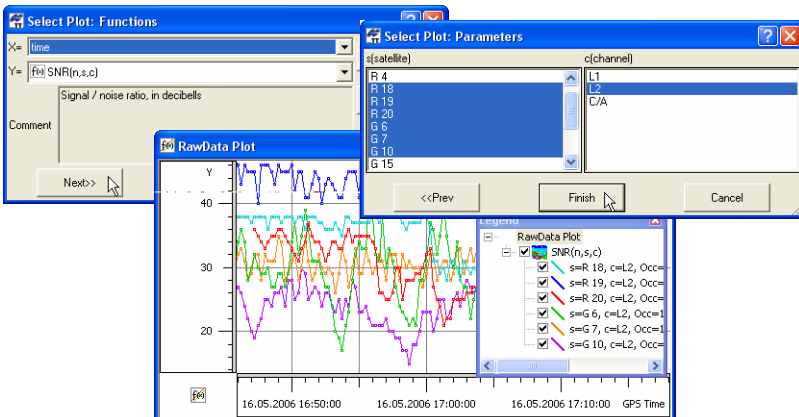 Select Plot: Functions
X= time
Y= f(x) SNR(n,s,c)
Signal / noise ratio, in decibells
Comment
Next>>
Select Plot: Parameters
s(satellite)
c(channel)
R 4
R 18
R 19
R 20
G 6
G 7
G 10
G 15
L1
L2
C/A
<<Prev
Finish
Cancel
RawData Plot
Y
40
30
20
16.05.2006 16:50:00
16.05.2006 17:00:00
16.05.2006 17:10:00
GPS Time
Legend
RawData Plot
SNR(n,s,c)
s=R 18, c=L2, Occ=
s=R 19, c=L2, Occ=
s=R 20, c=L2, Occ=
s=G 6, c=L2, Occ=1
s=G 7, c=L2, Occ=1
s=G 10, c=L2, Occ=